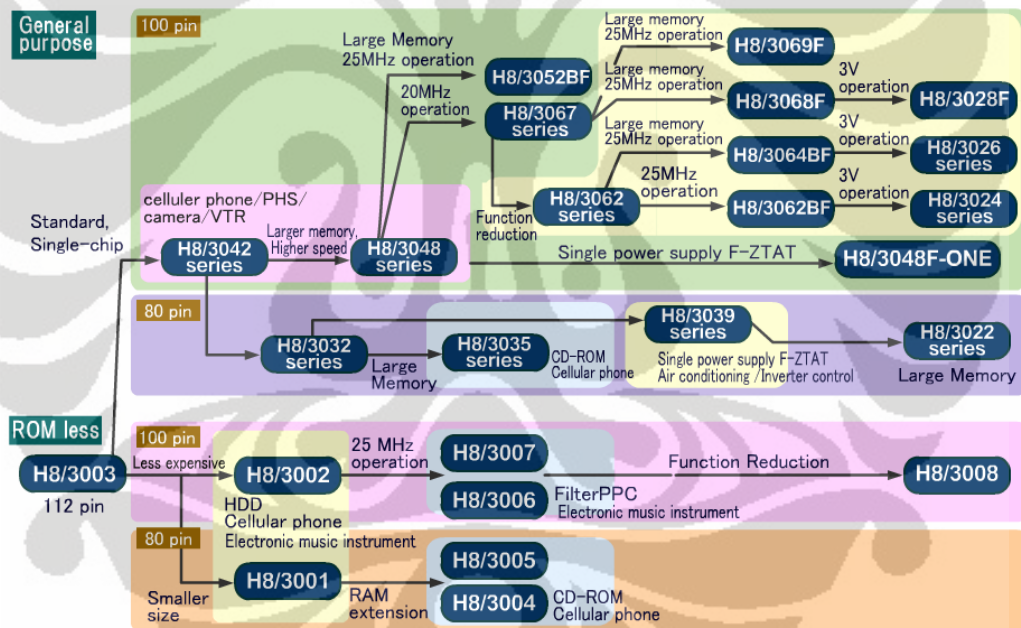 General
purpose
100 pin
Large Memory
25MHz operation
H8/3052BF
20MHz operation
H8/3067
series
Large memory
25MHz operation
H8/3069F
Large memory
25MHz operation
H8/3068F
3V
operation
H8/3028F
Large memory
25MHz operation
H8/3064BF
3V
operation
H8/3026
series
Function
reduction
H8/3062
series
25MHz
operation
H8/3062BF
3V
operation
H8/3024
series
celluler phone/PHS/
camera/VTR
Standard,
Single-chip
H8/3042
series
Larger memory,
Higher speed
H8/3048
series
Single power supply F-ZTAT
H8/3048F-ONE
80 pin
H8/3032
series
Large
Memory
H8/3035
series
CD-ROM
Cellular phone
H8/3039
series
Single power supply F-ZTAT
Air conditioning /Inverter control
H8/3022
series
Large Memory
ROM less
H8/3003
112 pin
100 pin
Less expensive
H8/3002
HDD
Cellular phone
Electronic music instrument
25 MHz
operation
H8/3007
H8/3006
FilterPPC
Electronic music instrument
Function Reduction
H8/3008
80 pin
Smaller
size
H8/3001
RAM
extension
H8/3005
H8/3004
CD-ROM
Cellular phone